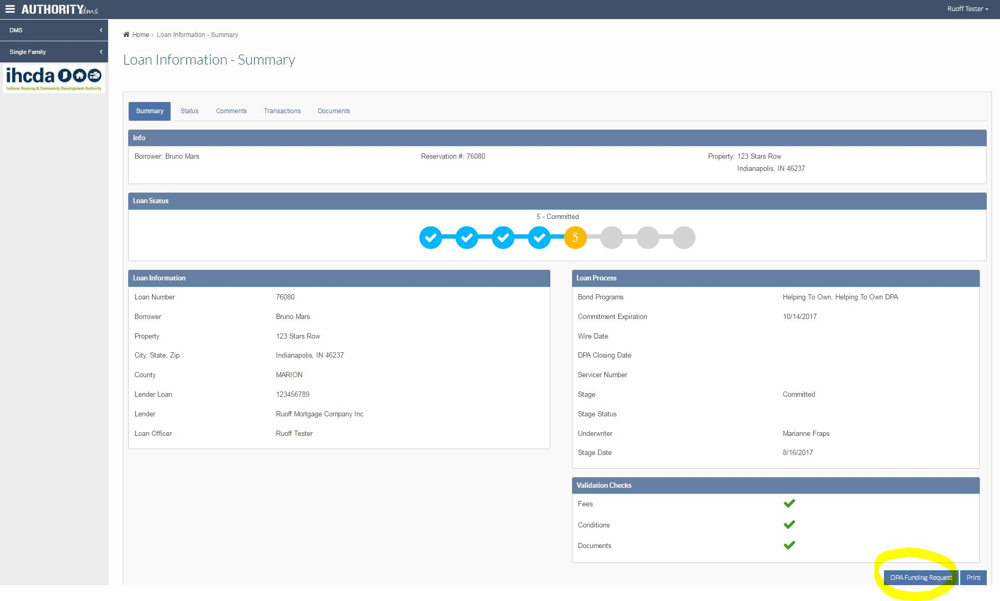 AUTHORITYdms
Ruoff Tester
DMS
Single Family
ihcda
Indiana Housing & Community Development Authority
Home > Loan Information - Summary
Loan Information - Summary
Summary Status Comments Transactions Documents
Info
Borrower: Bruno Mars Reservation #: 76080 Property: 123 Stars Row
Indianapolis, IN 46237
Loan Status
5 - Committed
5
Loan Information
Loan Number 76080
Borrower Bruno Mars
Property 123 Stars Row
City, State, Zip Indianapolis, IN 46237
County MARION
Lender Loan 123456789
Lender Ruoff Mortgage Company Inc
Loan Officer Ruoff Tester
Loan Process
Bond Programs Helping To Own, Helping To Own DPA
Commitment Expiration 10/14/2017
Wire Date
DPA Closing Date
Servicer Number
Stage Committed
Stage Status
Underwriter Marianne Fraps
Stage Date 8/16/2017
Validation Checks
Fees
Conditions
Documents
DPA Funding Request Print